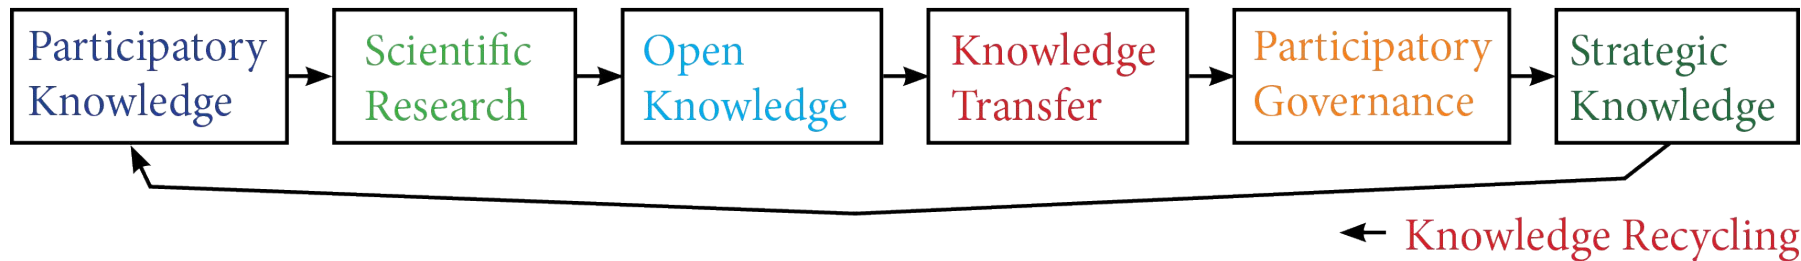 Participatory
Knowledge
Scientific
Research
Open
Knowledge
Knowledge
Transfer
Participatory
Governance
Strategic
Knowledge
Knowledge Recycling